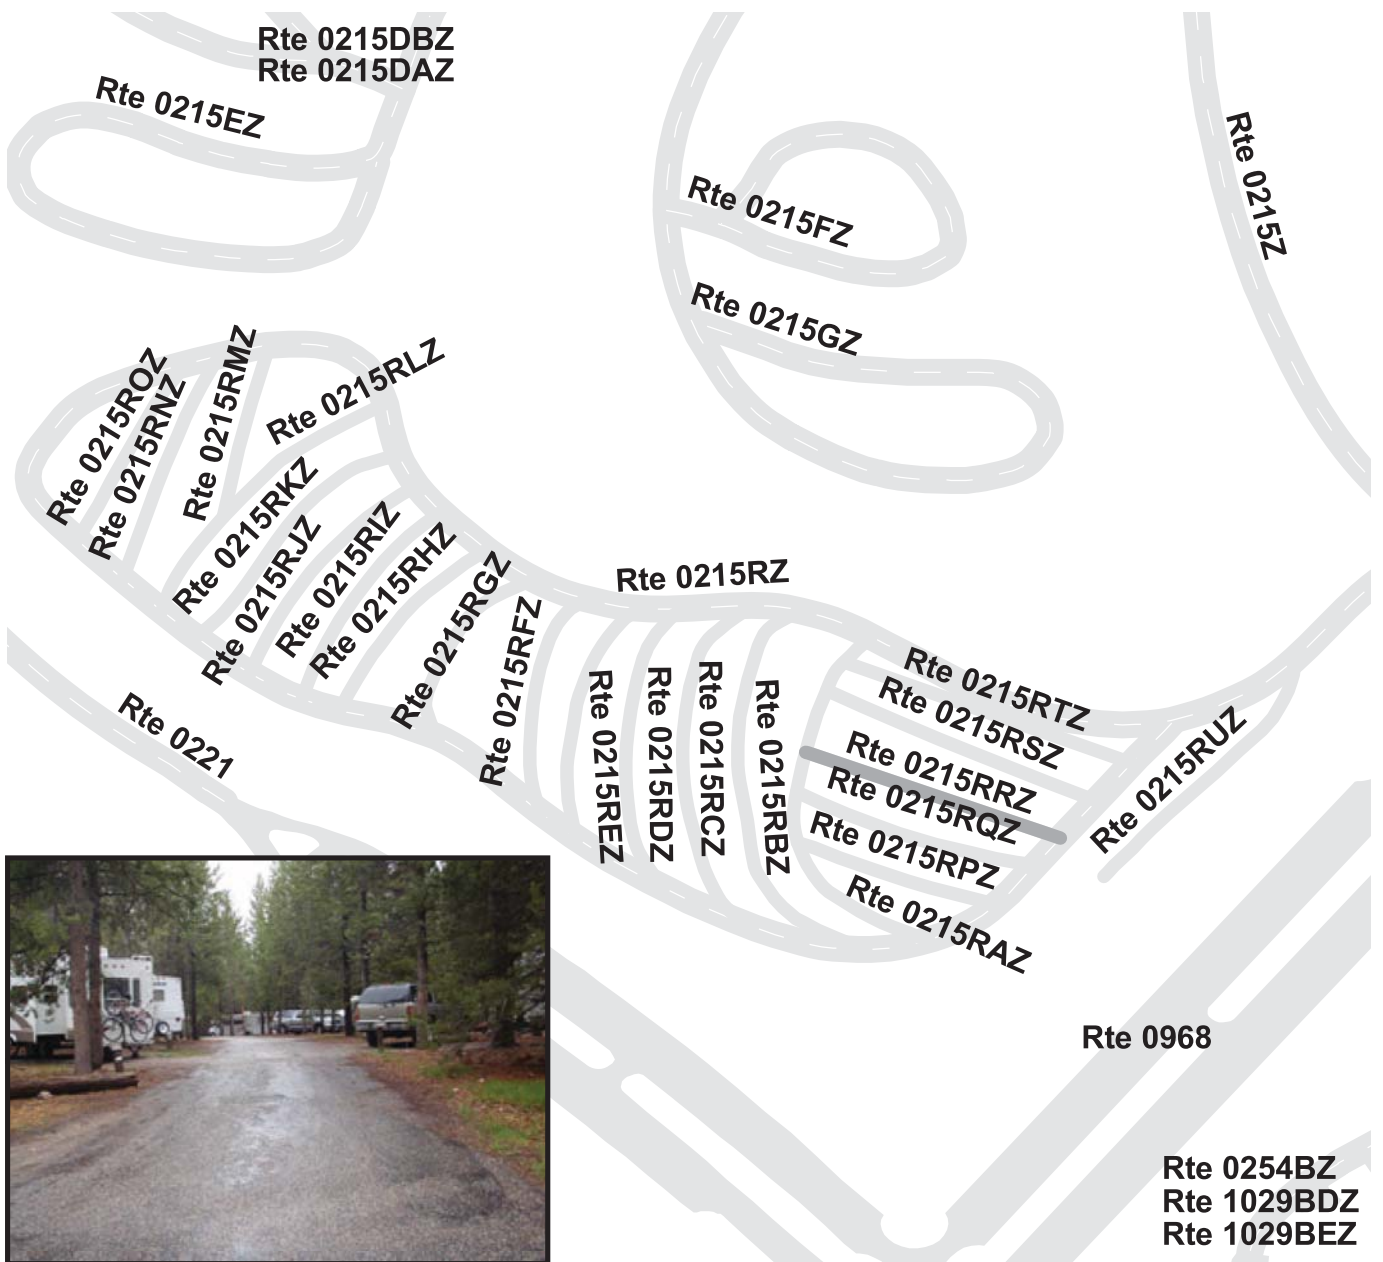 Rte 0215DBZ
Rte 0215DAZ
Rte 0215EZ
Rte 0215Z
Rte 0215FZ
Rte 0215GZ
Rte 0215ROZ
Rte 0215RNZ
Rte 0215RMZ
Rte 0215RLZ
Rte 0215RKZ
Rte 0215RJZ
Rte 0215RIZ
Rte 0215RHZ
Rte 0215RGZ
Rte 0215RFZ
Rte 0215RZ
Rte 0215REZ
Rte 0215RDZ
Rte 0215RCZ
Rte 0215RBZ
Rte 0215RTZ
Rte 0215RSZ
Rte 0215RRZ
Rte 0215RQZ
Rte 0215RPZ
Rte 0215RAZ
Rte 0215RUZ
Rte 0221
Rte 0968
Rte 0254BZ
Rte 1029BDZ
Rte 1029BEZ